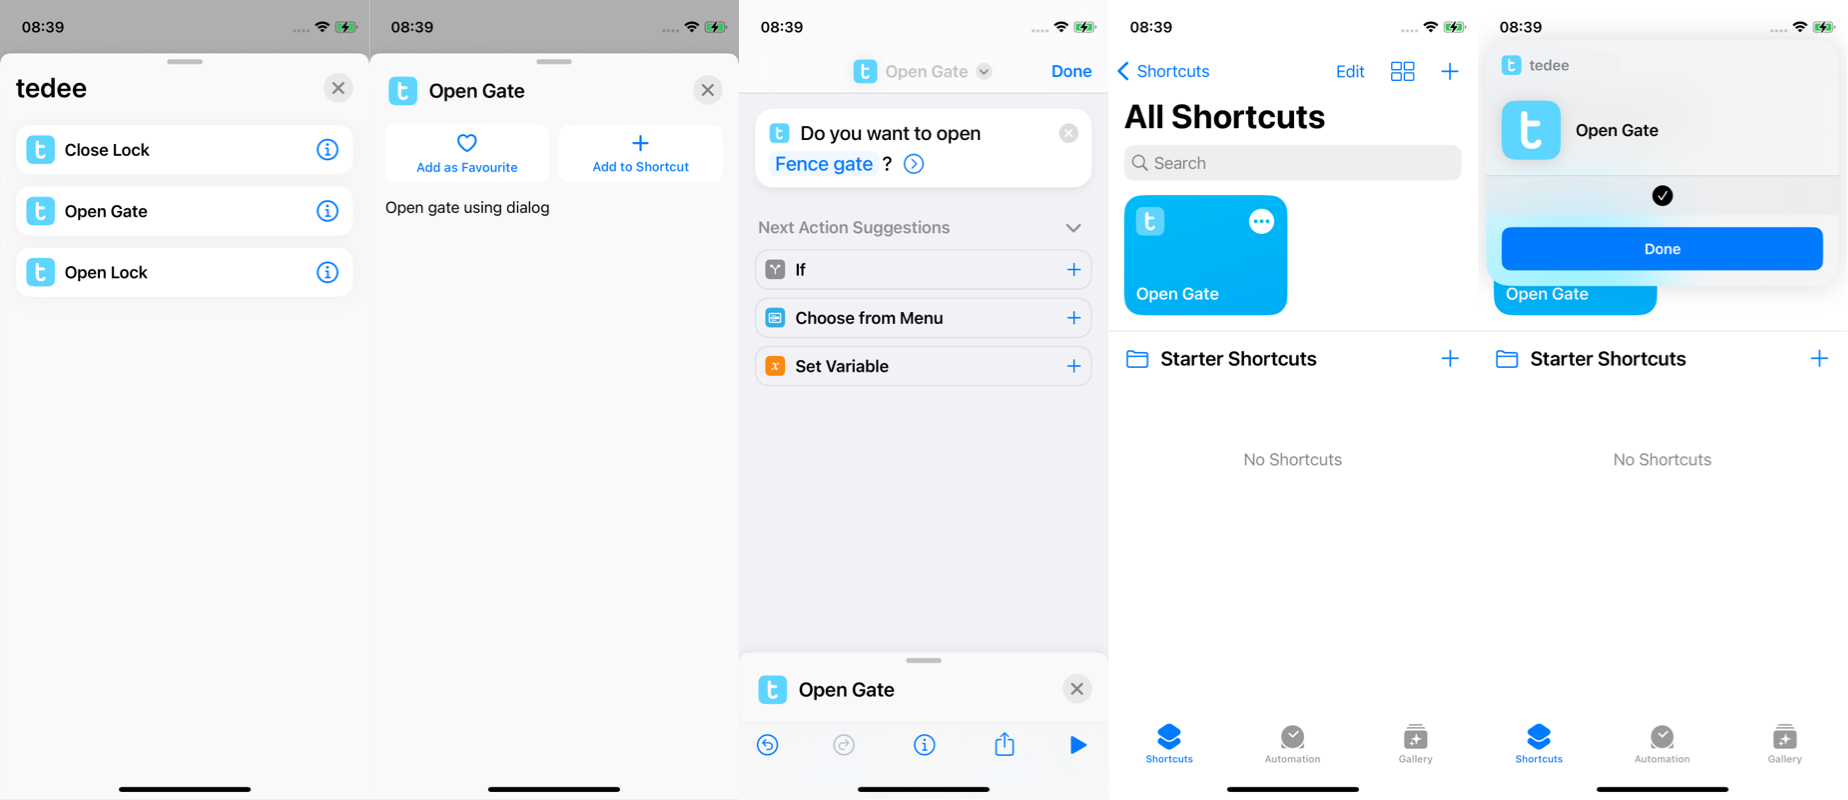 08:39
tedee
Close Lock
Open Gate
Open Lock
08:39
Open Gate
Add as Favourite
Add to Shortcut
Open gate using dialog
08:39
Open Gate
Done
Do you want to open
Fence gate ?
Next Action Suggestions
If
Choose from Menu
Set Variable
Open Gate
08:39
Shortcuts
Edit
All Shortcuts
Search
Open Gate
Starter Shortcuts
No Shortcuts
Shortcuts
Automation
Gallery
08:39
tedee
Open Gate
Done
Open Gate
Starter Shortcuts
No Shortcuts
Shortcuts
Automation
Gallery